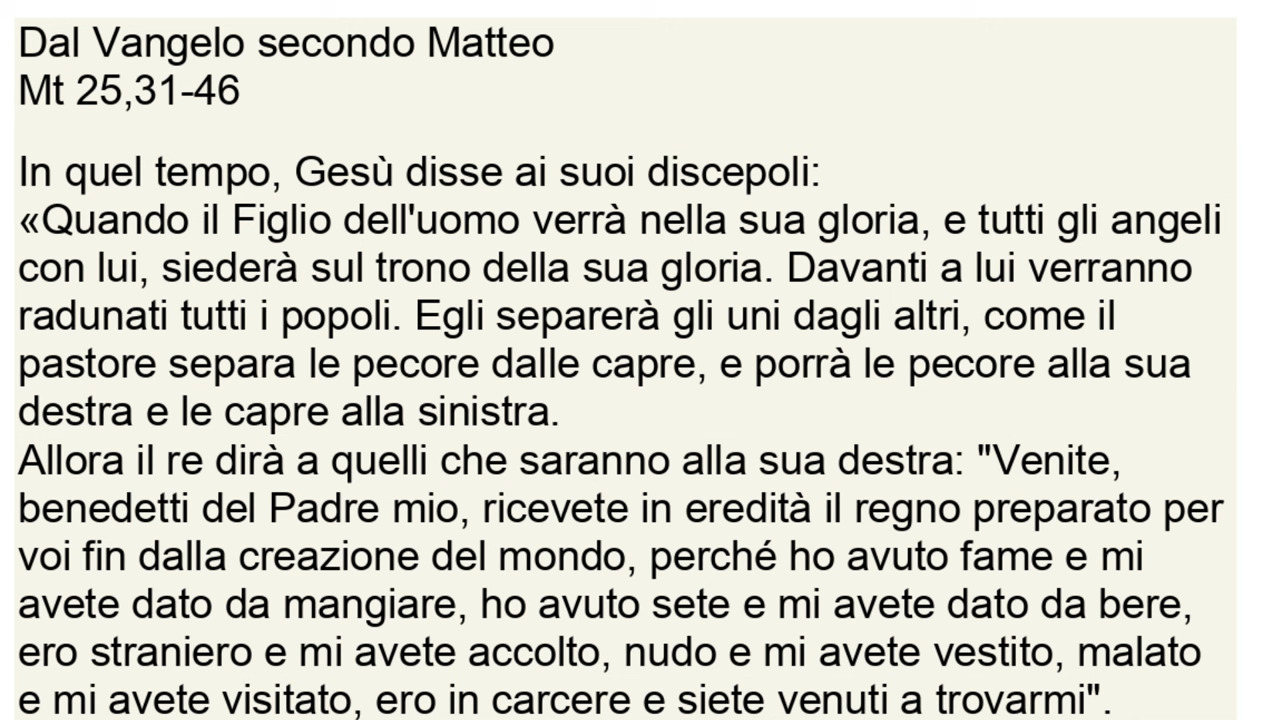 Dal Vangelo secondo Matteo
Mt 25,31-46
In quel tempo, Gesù disse ai suoi discepoli:
«Quando il Figlio dell'uomo verrà nella sua gloria, e tutti gli angeli
con lui, siederà sul trono della sua gloria. Davanti a lui verranno
radunati tutti i popoli. Egli separerà gli uni dagli altri, come il
pastore separa le pecore dalle capre, e porrà le pecore alla sua
destra e le capre alla sinistra.
Allora il re dirà a quelli che saranno alla sua destra: "Venite,
benedetti del Padre mio, ricevete in eredità il regno preparato per
voi fin dalla creazione del mondo, perché ho avuto fame e mi
avete dato da mangiare, ho avuto sete e mi avete dato da bere,
ero straniero e mi avete accolto, nudo e mi avete vestito, malato
e mi avete visitato, ero in carcere e siete venuti a trovarmi".